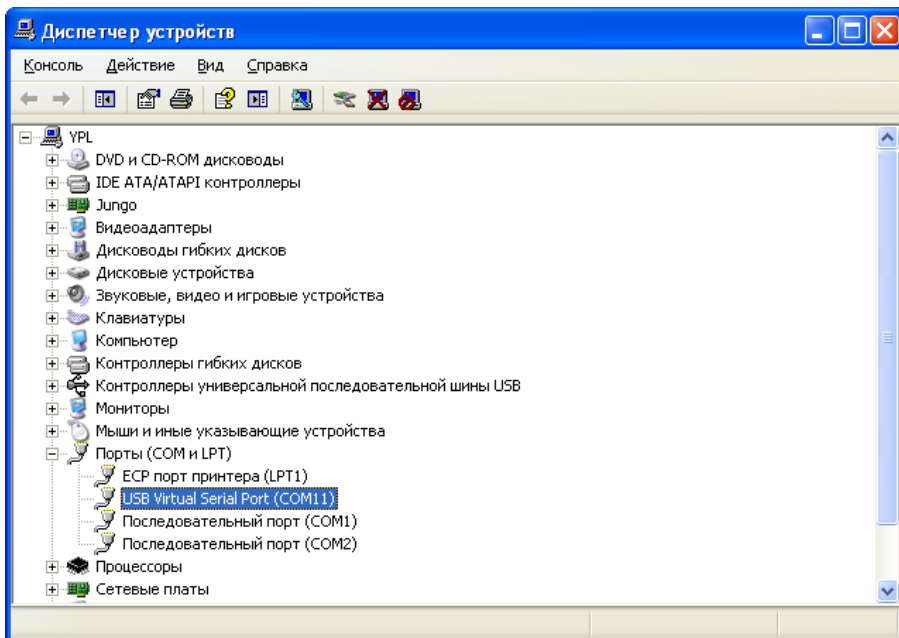 Диспетчер устройств
Консоль Действие Вид Справка
YPL
DVD и CD-ROM дисководы
IDE ATA/ATAPI контроллеры
Jungo
Видеоадаптеры
Дисководы гибких дисков
Дисковые устройства
Звуковые, видео и игровые устройства
Клавиатуры
Компьютер
Контроллеры гибких дисков
Контроллеры универсальной последовательной шины USB
Мониторы
Мыши и иные указывающие устройства
Порты (COM и LPT)
ECP порт принтера (LPT1)
USB Virtual Serial Port (COM11)
Последовательный порт (COM1)
Последовательный порт (COM2)
Процессоры
Сетевые платы